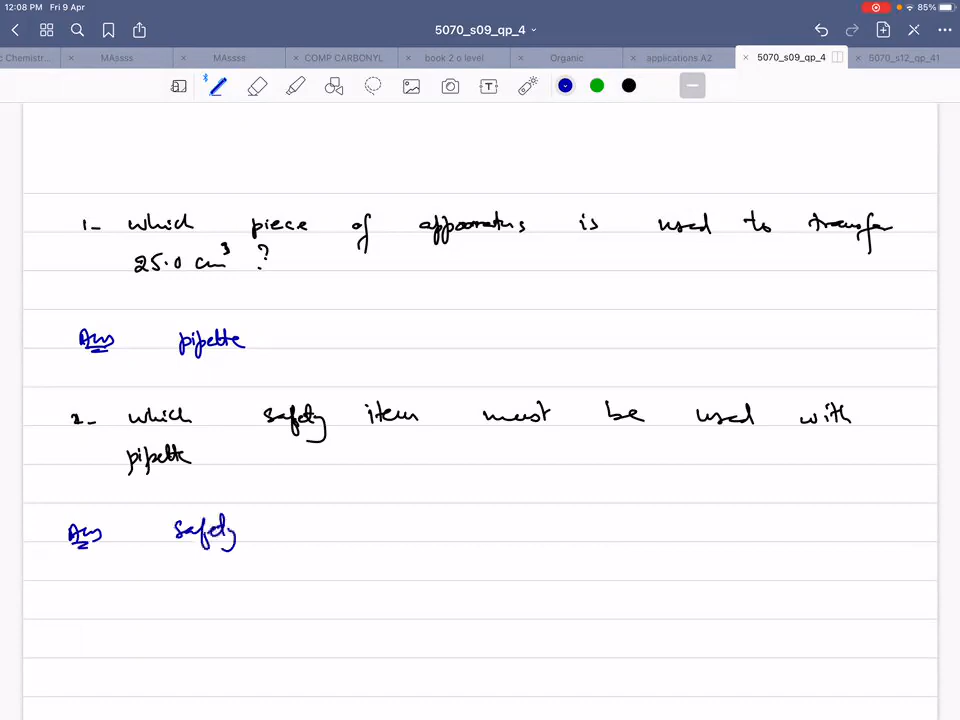 12:08 PM Fri 9 Apr
85%
5070_s09_qp_4
c Chemistr...
MAssss
MAssss
COMP CARBONYL
book 2 o level
Organic
applications A2
5070_s09_qp_4
5070_s12_qp_41
1- which piece of apparatus is used to transfer
25.0 cm³ ?
Ans pipette
2- which safety item must be used with
pipette
Ans safety